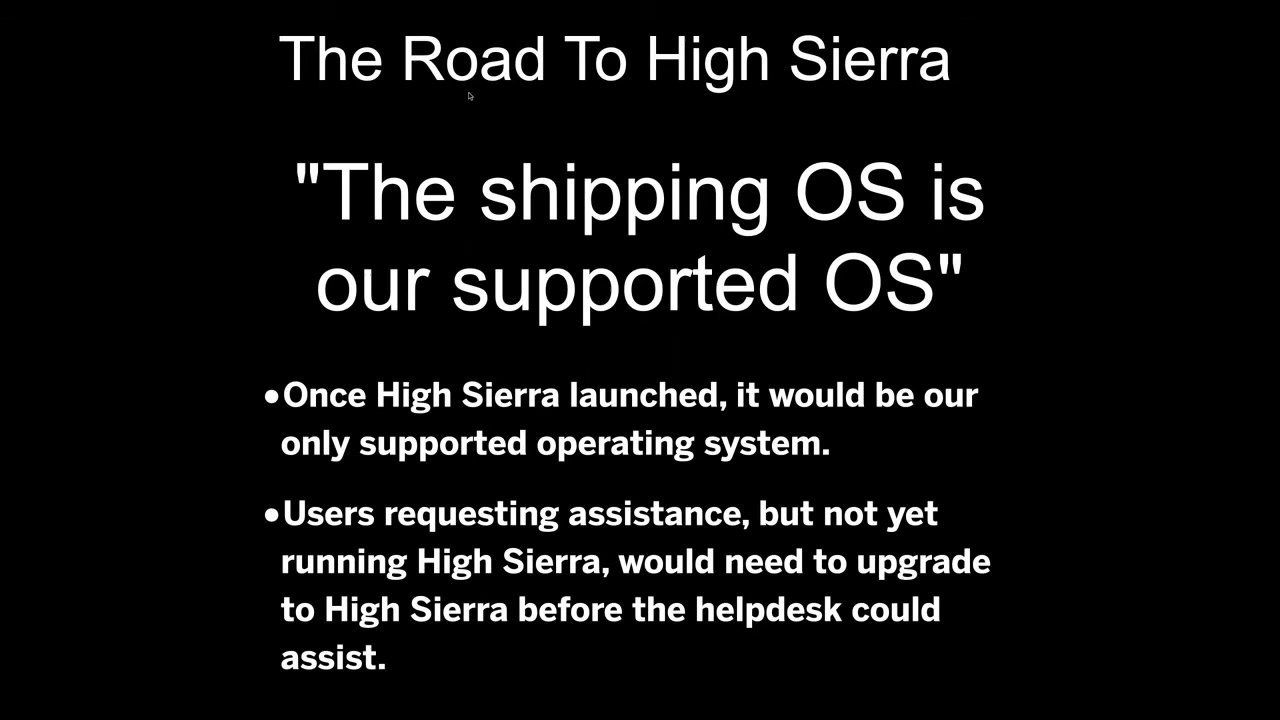 The Road To High Sierra
"The shipping OS is
our supported OS"
•Once High Sierra launched, it would be our
only supported operating system.
•Users requesting assistance, but not yet
running High Sierra, would need to upgrade
to High Sierra before the helpdesk could
assist.